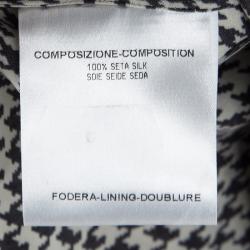 COMPOSIZIONE-COMPOSITION
100% SETA SILK
SOIE SEIDE SEDA
FODERA-LINING-DOUBLURE